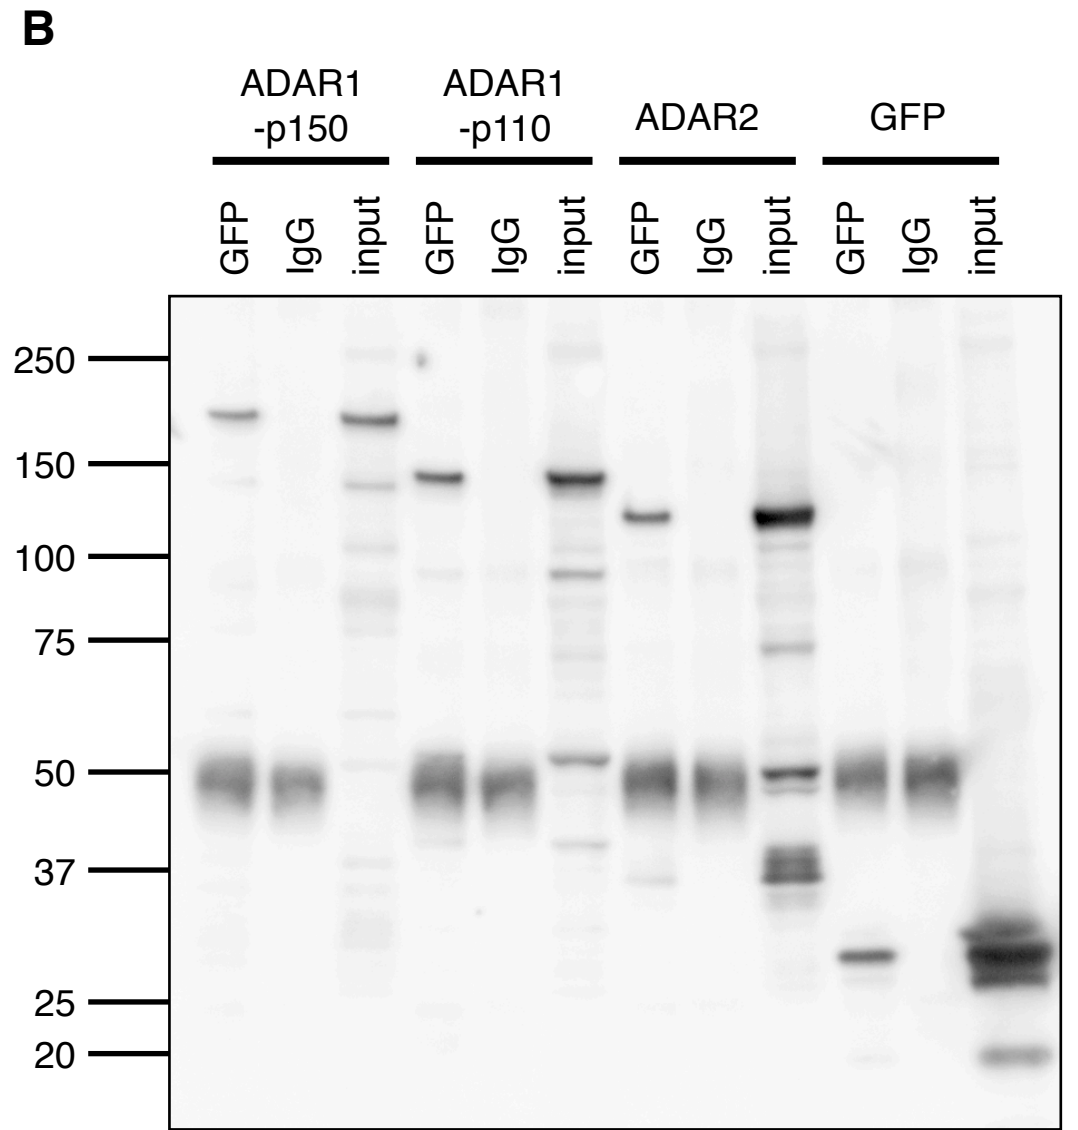 B
ADAR1
-p150
ADAR1
-p110
ADAR2
GFP
GFP IgG input GFP IgG input GFP IgG input GFP IgG input
250
150
100
75
50
37
25
20